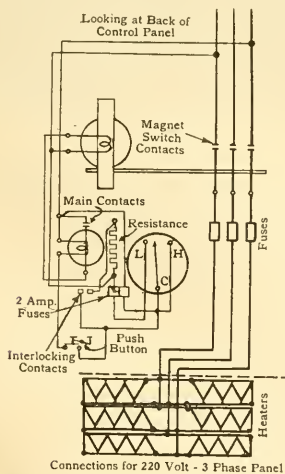 Looking at Back of
Control Panel
Magnet
Switch
Contacts
Main Contacts
Resistance
L
H
C
Fuses
2 Amp.
Fuses
Push
Button
Interlocking
Contacts
Heaters
Connections for 220 Volt - 3 Phase Panel